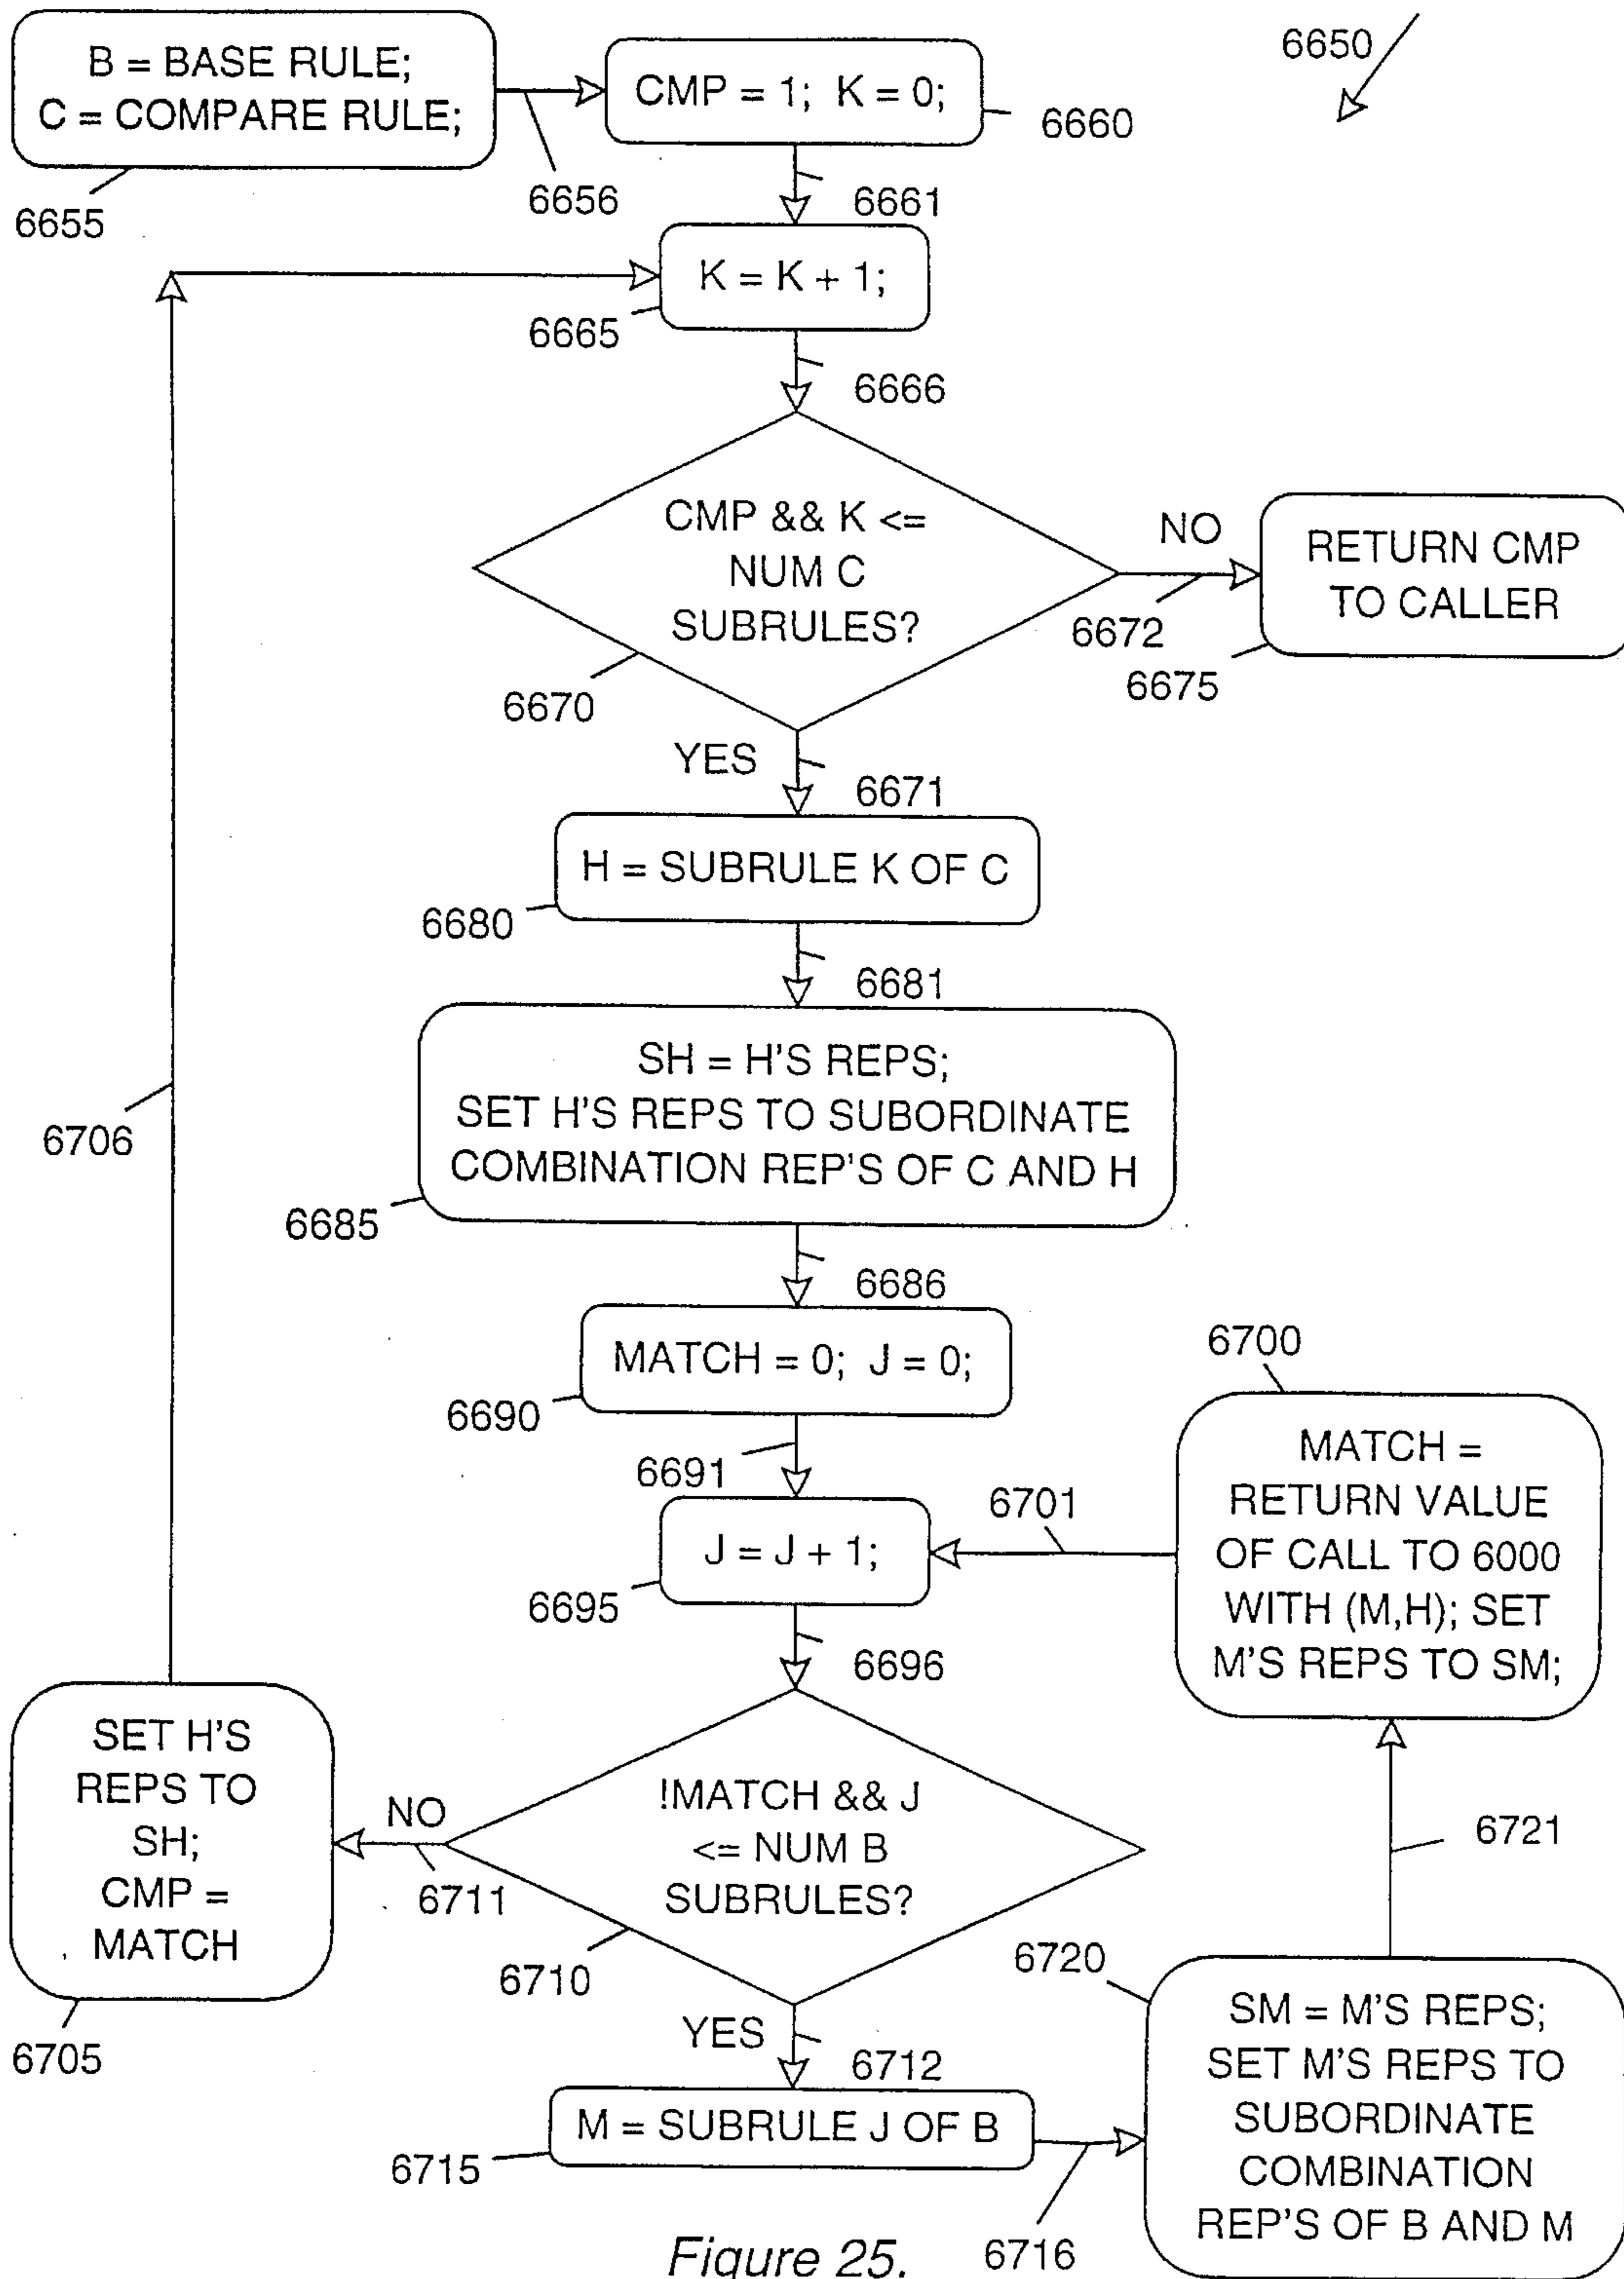 B = BASE RULE;
C = COMPARE RULE;
6655
6656
CMP = 1; K = 0;
6660
6650
6661
K = K + 1;
6665
6666
CMP && K <=
NUM C
SUBRULES?
6670
NO
6672
RETURN CMP
TO CALLER
6675
YES
6671
H = SUBRULE K OF C
6680
6681
SH = H'S REPS;
SET H'S REPS TO SUBORDINATE
COMBINATION REP'S OF C AND H
6685
6706
6686
MATCH = 0; J = 0;
6690
6691
J = J + 1;
6695
6701
6700
MATCH =
RETURN VALUE
OF CALL TO 6000
WITH (M,H); SET
M'S REPS TO SM;
6696
!MATCH && J
<= NUM B
SUBRULES?
6710
NO
6711
SET H'S
REPS TO
SH;
CMP =
MATCH
6705
6721
YES
6712
M = SUBRULE J OF B
6715
6716
6720
SM = M'S REPS;
SET M'S REPS TO
SUBORDINATE
COMBINATION
REP'S OF B AND M
Figure 25.